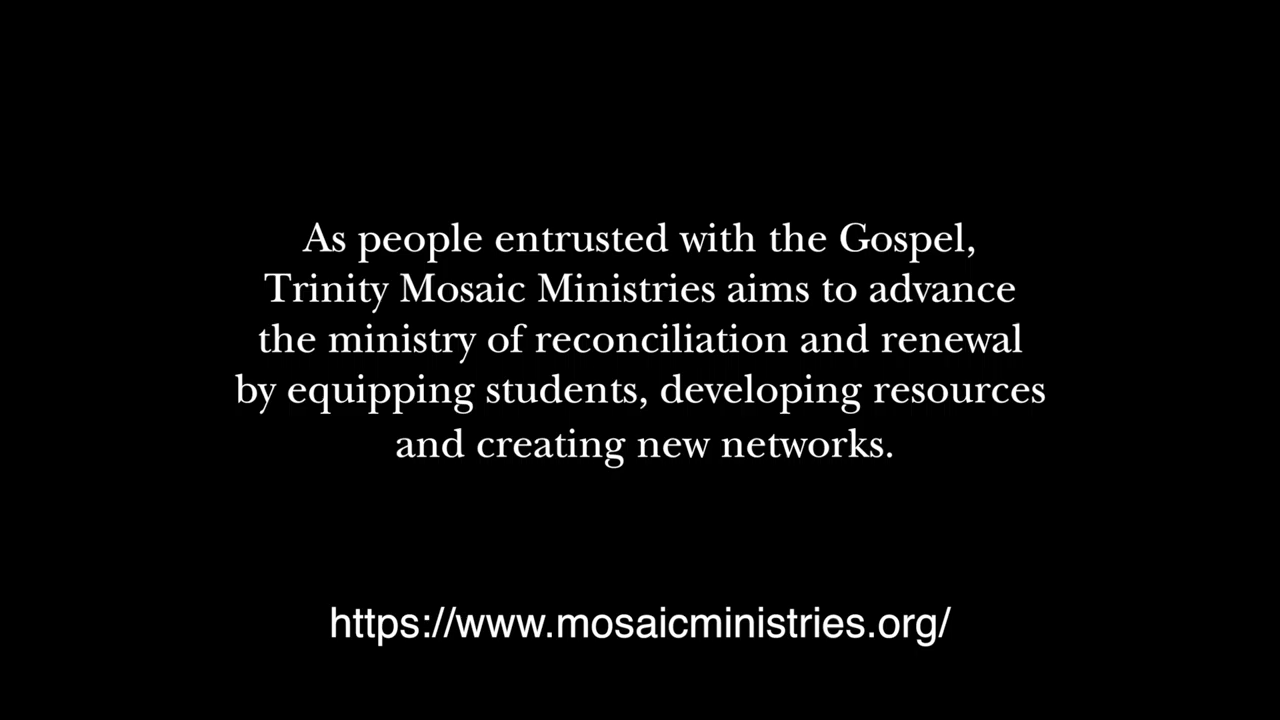 As people entrusted with the Gospel,
Trinity Mosaic Ministries aims to advance
the ministry of reconciliation and renewal
by equipping students, developing resources
and creating new networks.
https://www.mosaicministries.org/